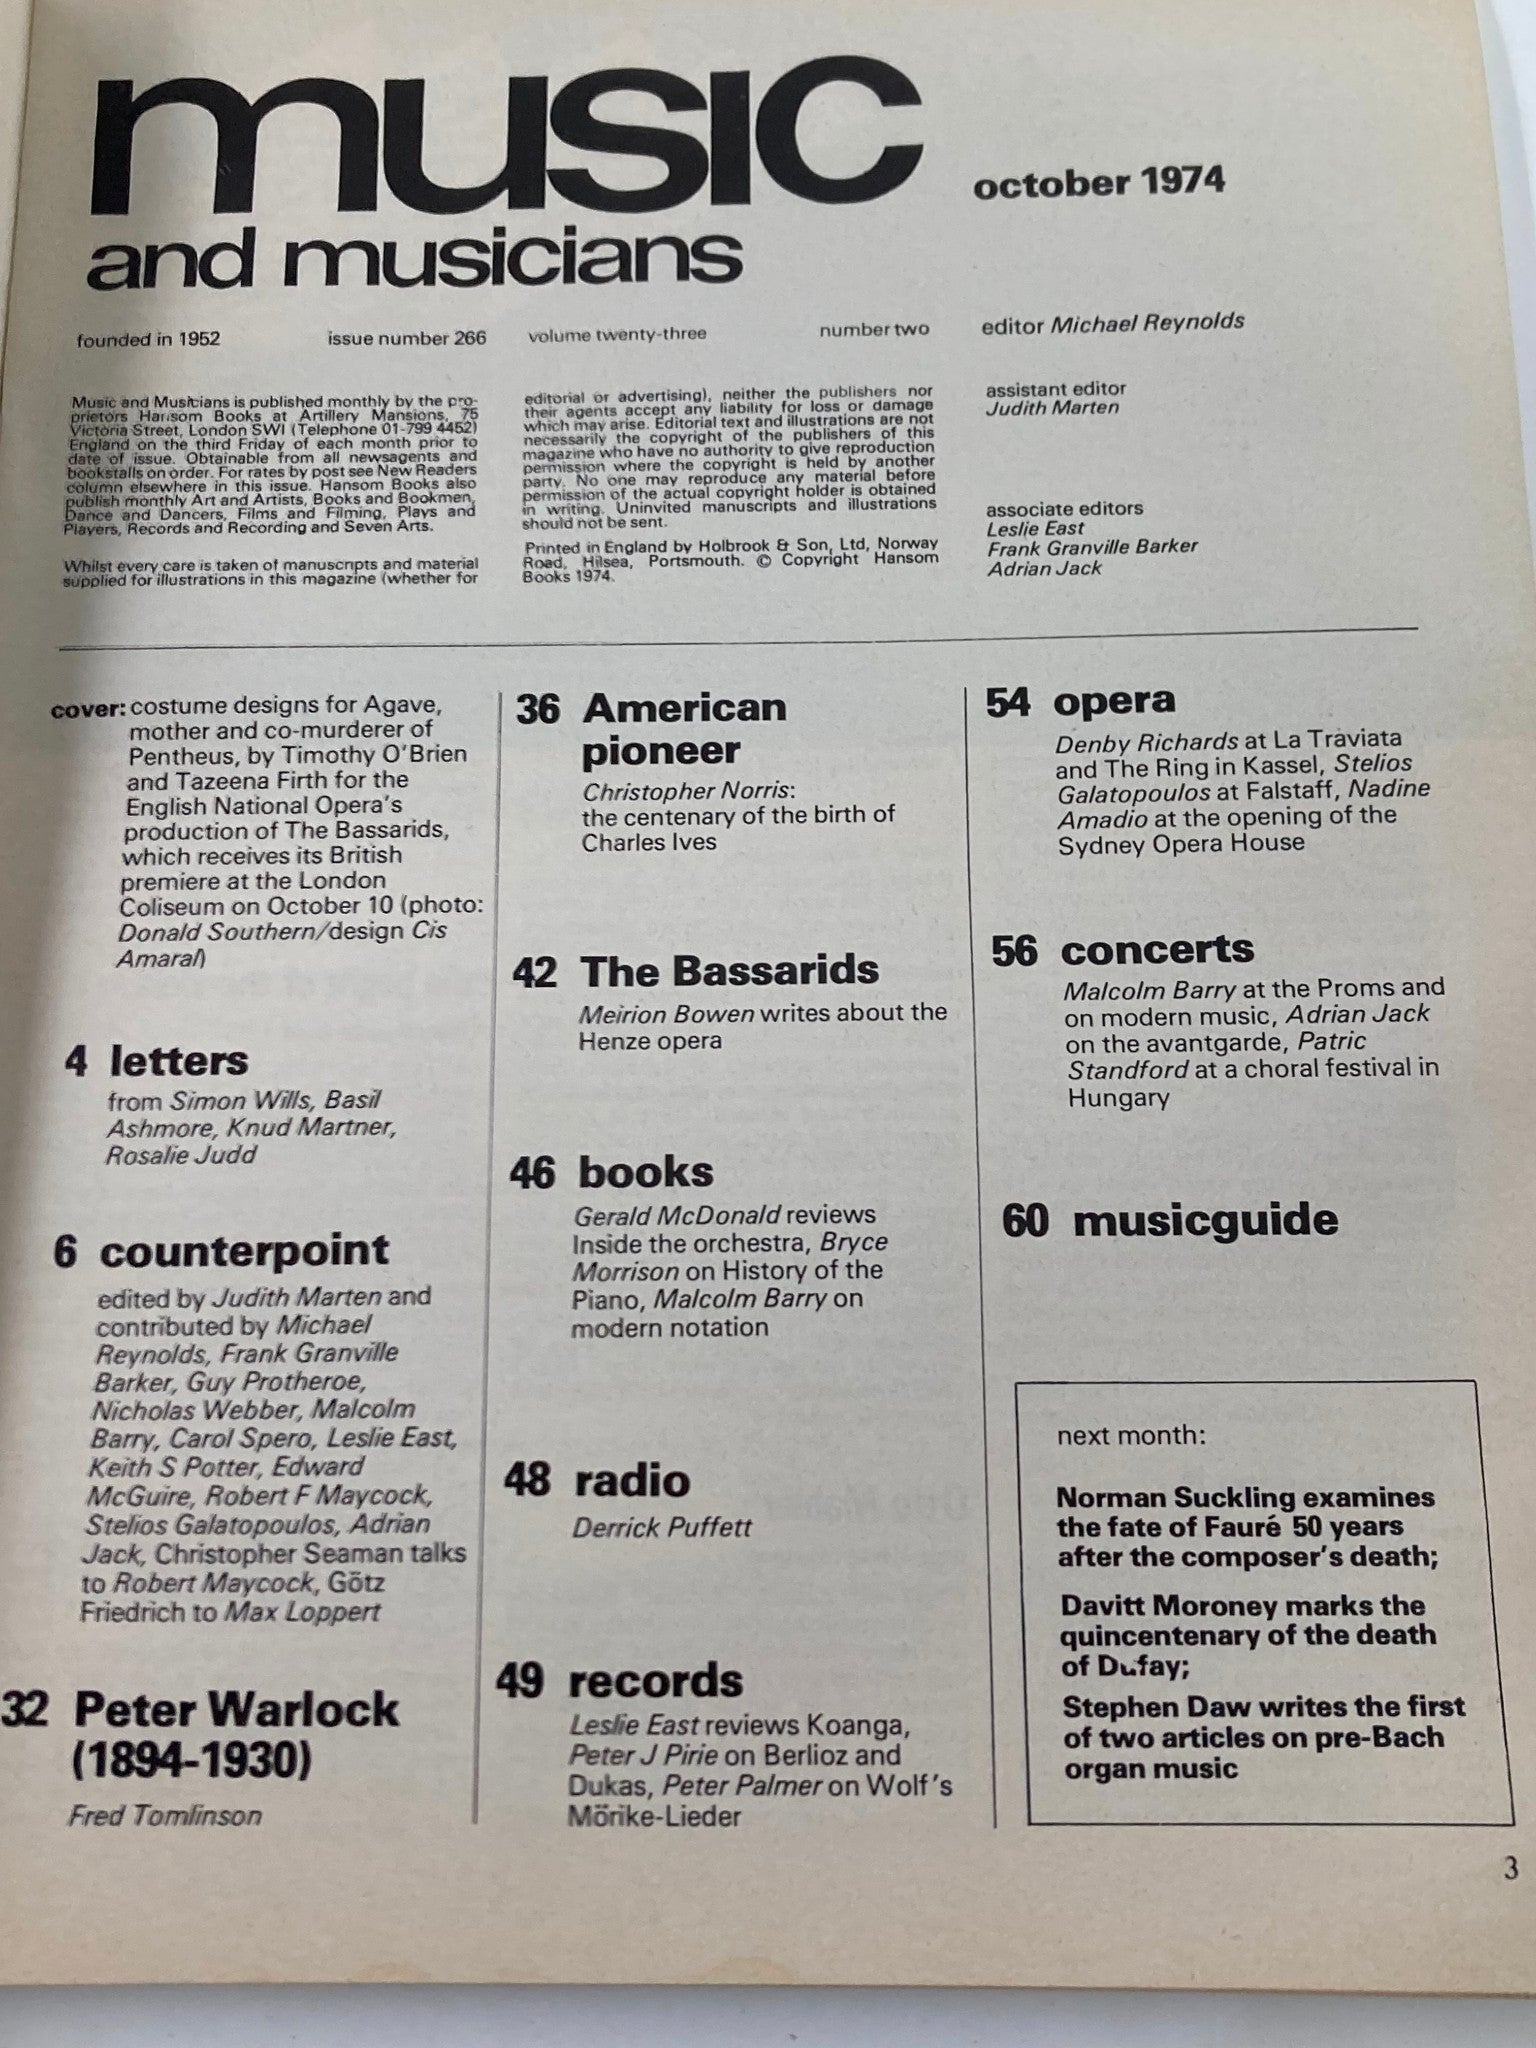 music
and musicians
october 1974
founded in 1952
issue number 266
volume twenty-three
number two
editor Michael Reynolds
Music and Musicians is published monthly by the pro-
prietors Hansom Books at Artillery Mansions, 75
Victoria Street, London SWI (Telephone 01-799 4452)
England on the third Friday of each month prior to
date of issue. Obtainable from all newsagents and
bookstalls on order. For rates by post see New Readers
column elsewhere in this issue. Hansom Books also
publish monthly Art and Artists, Books and Bookmen,
Dance and Dancers, Films and Filming, Plays and
Players, Records and Recording and Seven Arts.
Whilst every care is taken of manuscripts and material
supplied for illustrations in this magazine (whether for
editorial or advertising), neither the publishers nor
their agents accept any liability for loss or damage
which may arise. Editorial text and illustrations are not
necessarily the copyright of the publishers of this
magazine who have no authority to give reproduction
permission where the copyright is held by another
party. No one may reproduce any material before
permission of the actual copyright holder is obtained
in writing. Uninvited manuscripts and illustrations
should not be sent.
Printed in England by Holbrook & Son, Ltd, Norway
Road, Hilsea, Portsmouth. © Copyright Hansom
Books 1974.
assistant editor
Judith Marten
associate editors
Leslie East
Frank Granville Barker
Adrian Jack
cover: costume designs for Agave,
mother and co-murderer of
Pentheus, by Timothy O'Brien
and Tazeena Firth for the
English National Opera's
production of The Bassarids,
which receives its British
premiere at the London
Coliseum on October 10 (photo:
Donald Southern/design Cis
Amaral)
4 letters
from Simon Wills, Basil
Ashmore, Knud Martner,
Rosalie Judd
6 counterpoint
edited by Judith Marten and
contributed by Michael
Reynolds, Frank Granville
Barker, Guy Protheroe,
Nicholas Webber, Malcolm
Barry, Carol Spero, Leslie East,
Keith S Potter, Edward
McGuire, Robert F Maycock,
Stelios Galatopoulos, Adrian
Jack, Christopher Seaman talks
to Robert Maycock, Götz
Friedrich to Max Loppert
32 Peter Warlock
(1894-1930)
Fred Tomlinson
36 American
pioneer
Christopher Norris:
the centenary of the birth of
Charles Ives
42 The Bassarids
Meirion Bowen writes about the
Henze opera
46 books
Gerald McDonald reviews
Inside the orchestra, Bryce
Morrison on History of the
Piano, Malcolm Barry on
modern notation
48 radio
Derrick Puffett
49 records
Leslie East reviews Koanga,
Peter J Pirie on Berlioz and
Dukas, Peter Palmer on Wolf's
Mörike-Lieder
54 opera
Denby Richards at La Traviata
and The Ring in Kassel, Stelios
Galatopoulos at Falstaff, Nadine
Amadio at the opening of the
Sydney Opera House
56 concerts
Malcolm Barry at the Proms and
on modern music, Adrian Jack
on the avantgarde, Patric
Standford at a choral festival in
Hungary
60 musicguide
next month:
Norman Suckling examines
the fate of Fauré 50 years
after the composer's death;
Davitt Moroney marks the
quincentenary of the death
of Dufay;
Stephen Daw writes the first
of two articles on pre-Bach
organ music
3